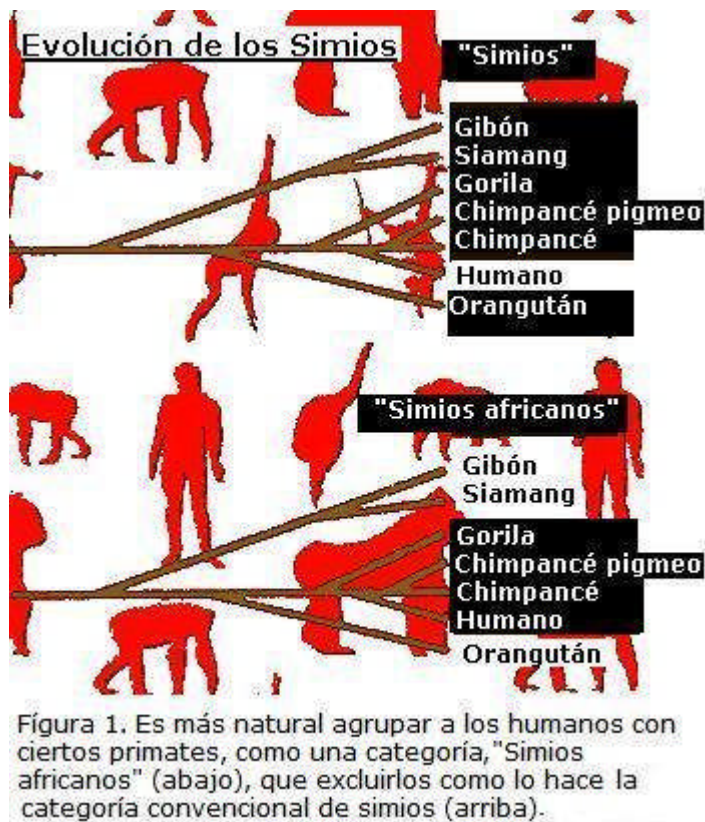 Evolución de los Simios
"Simios"
Gibón
Siamang
Gorila
Chimpancé pigmeo
Chimpancé
Humano
Orangután
"Simios africanos"
Gibón
Siamang
Gorila
Chimpancé pigmeo
Chimpancé
Humano
Orangután
Fígura 1. Es más natural agrupar a los humanos con
ciertos primates, como una categoría,"Simios
africanos" (abajo), que excluirlos como lo hace la
categoría convencional de simios (arriba).